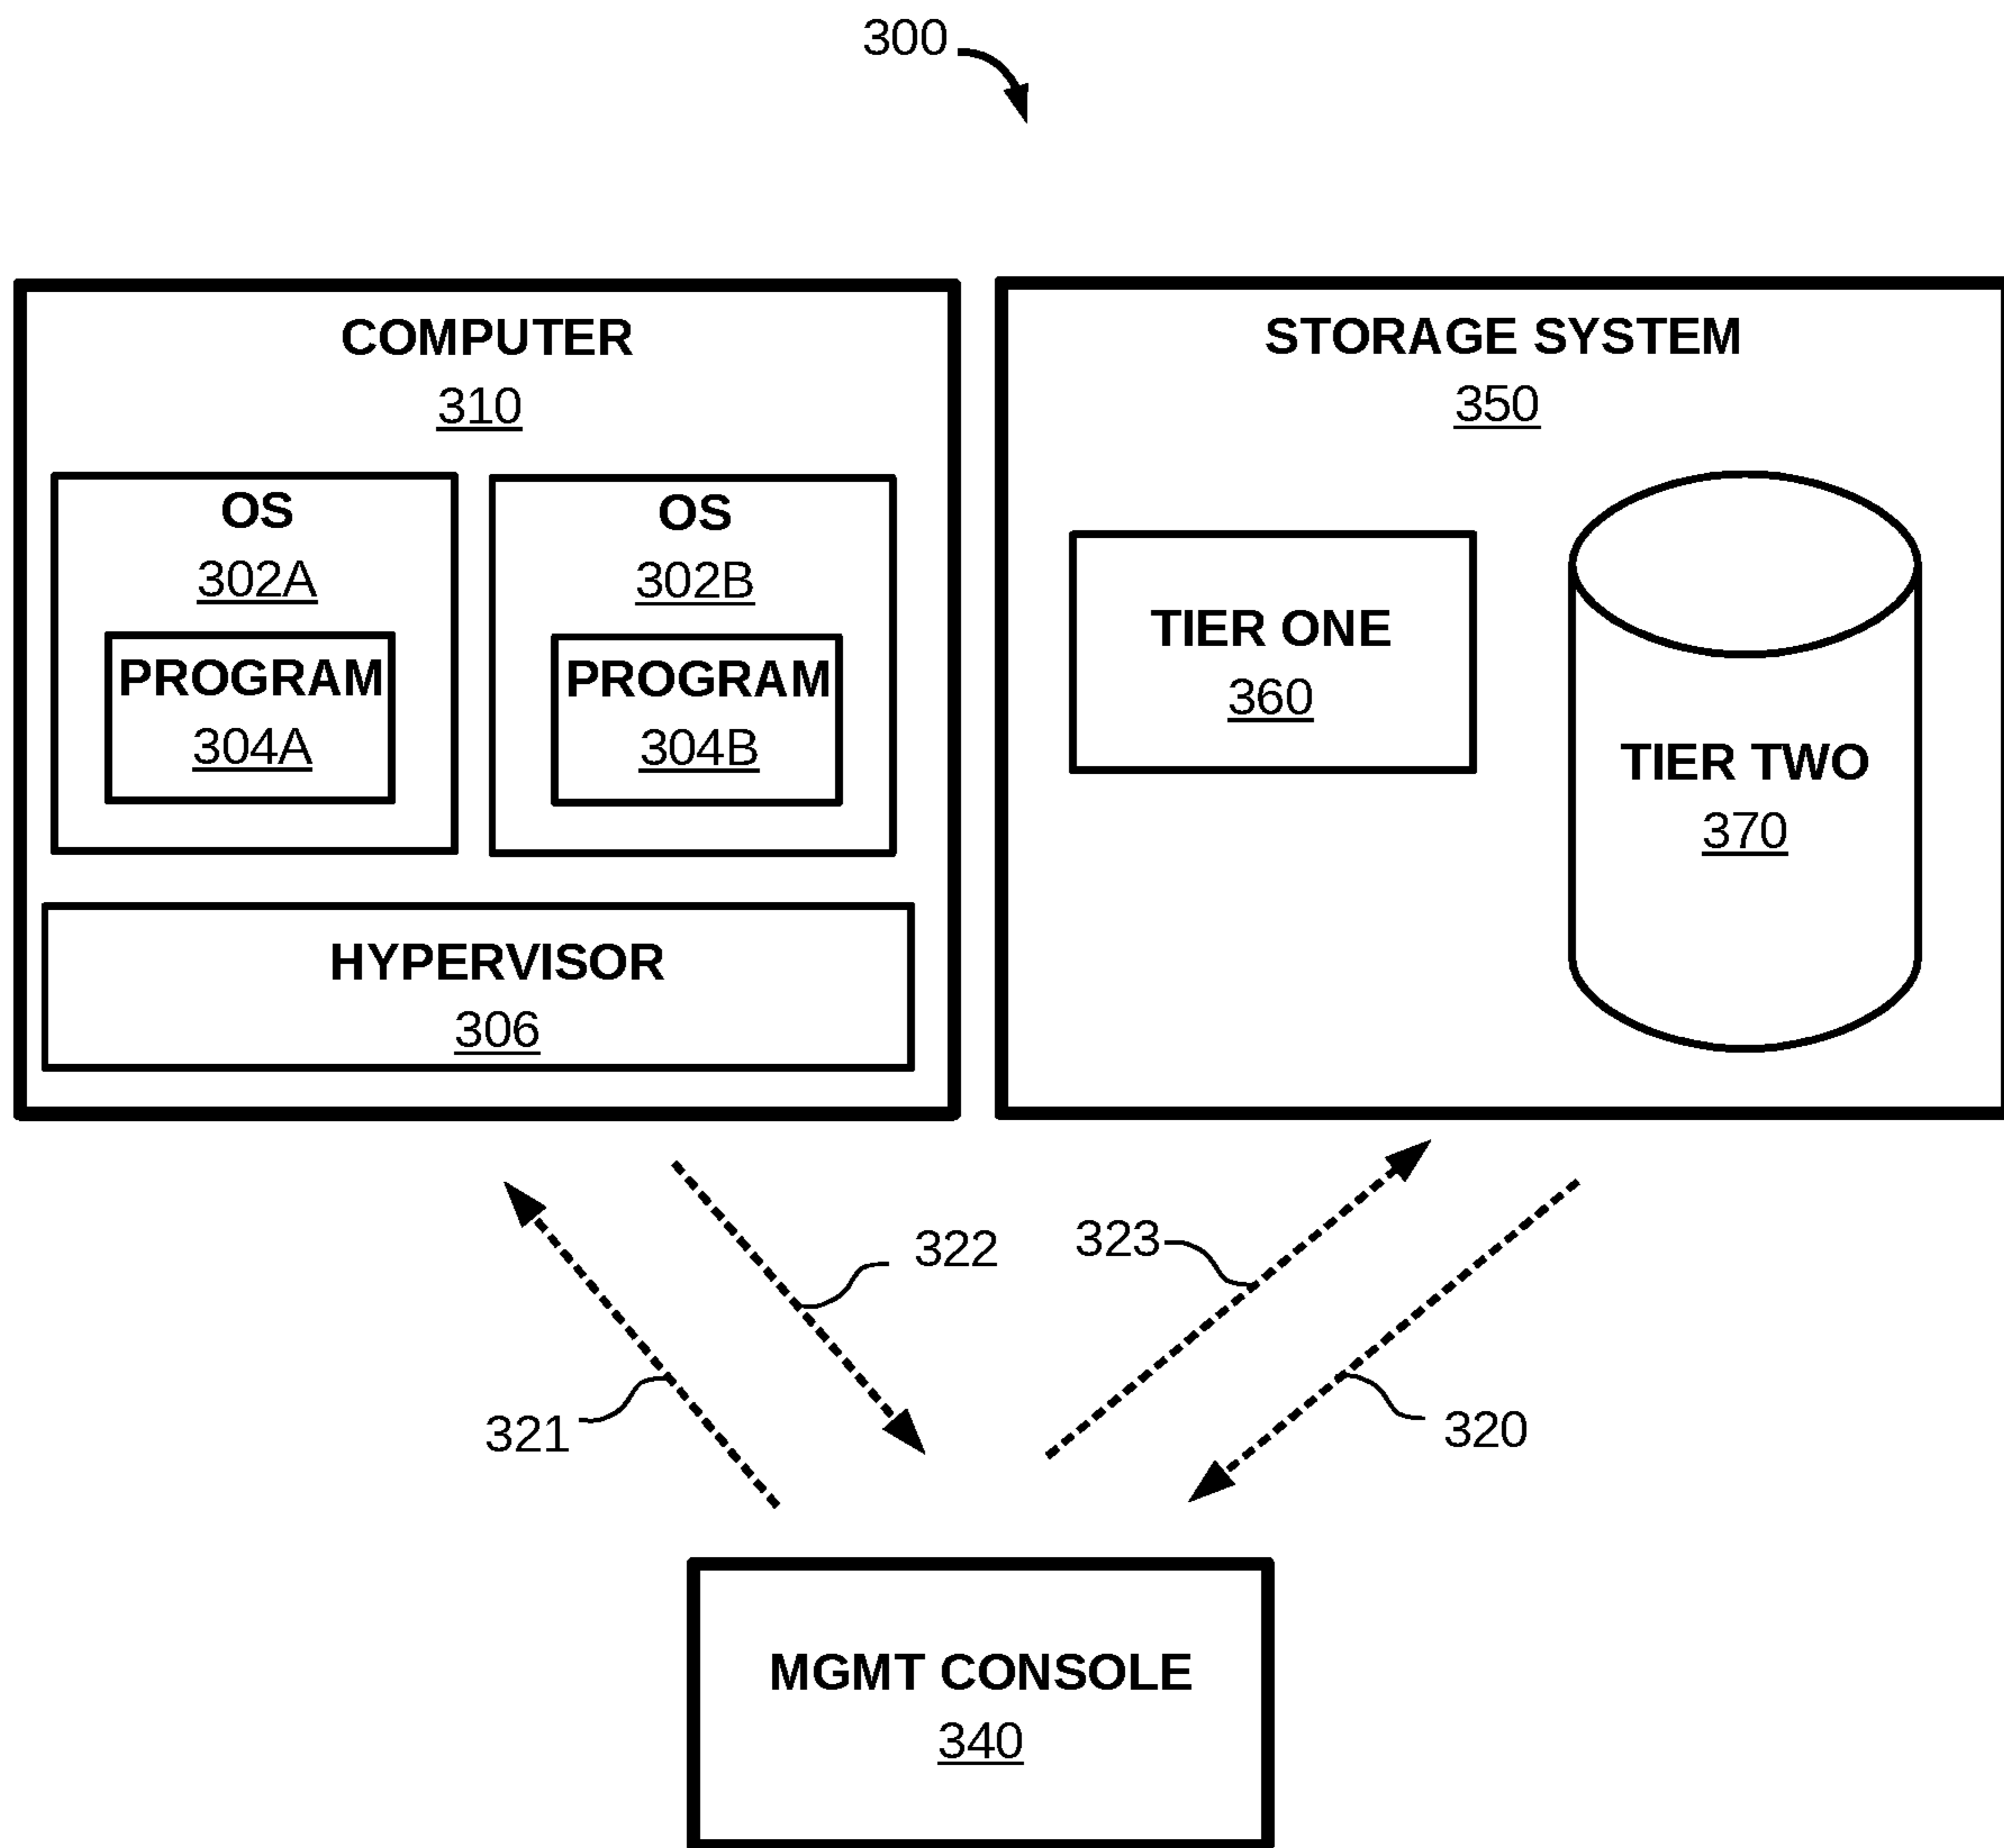 300
COMPUTER
310
OS
302A
PROGRAM
304A
OS
302B
PROGRAM
304B
HYPERVISOR
306
STORAGE SYSTEM
350
TIER ONE
360
TIER TWO
370
322
323
321
320
MGMT CONSOLE
340